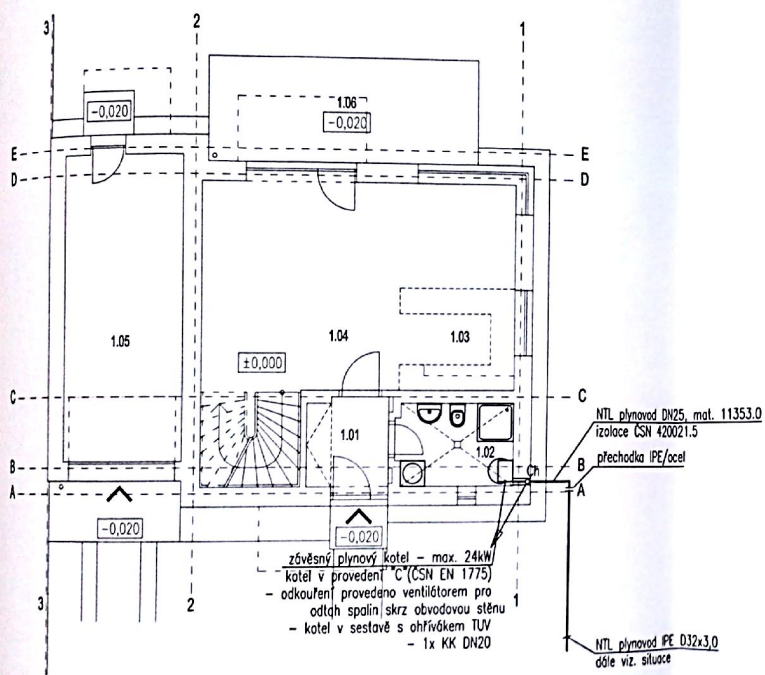 3
2
1
1.06
-0,020
-0,020
E
E
D
D
1.05
1.04
1.03
±0,000
C
C
1.01
1.02
NTL plynovod DN25, mat. 11353.0
izolace ČSN 420021.5
přechodka IPE/ocel
B
Ch
B
A
A
-0,020
-0,020
závěsný plynový kotel – max. 24kW
kotel v provedení "C"(ČSN EN 1775)
- odkouření provedeno ventilátorem pro
odtah spalin skrz obvodovou stěnu
- kotel v sestavě s ohřívákem TUV
- 1x KK DN20
3
2
1
NTL plynovod IPE D32x3,0
dále viz. situace